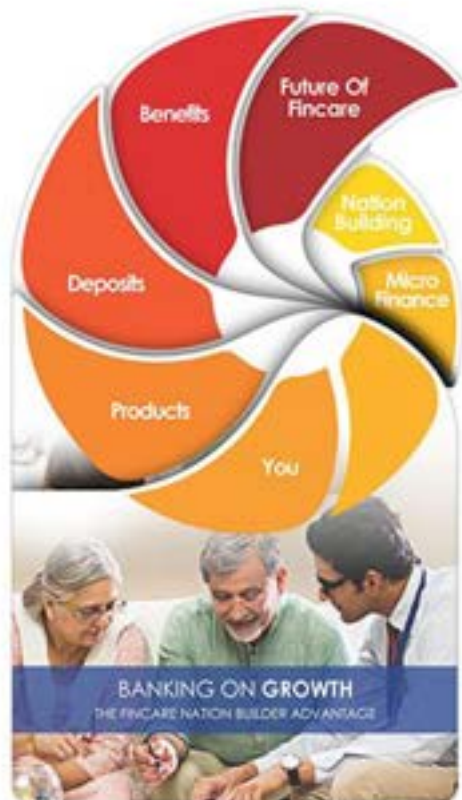 Future Of
Fincare
Benefits
Nation
Building
Micro
Finance
Deposits
Products
You
BANKING ON GROWTH
THE FINCARE NATION BUILDER ADVANTAGE